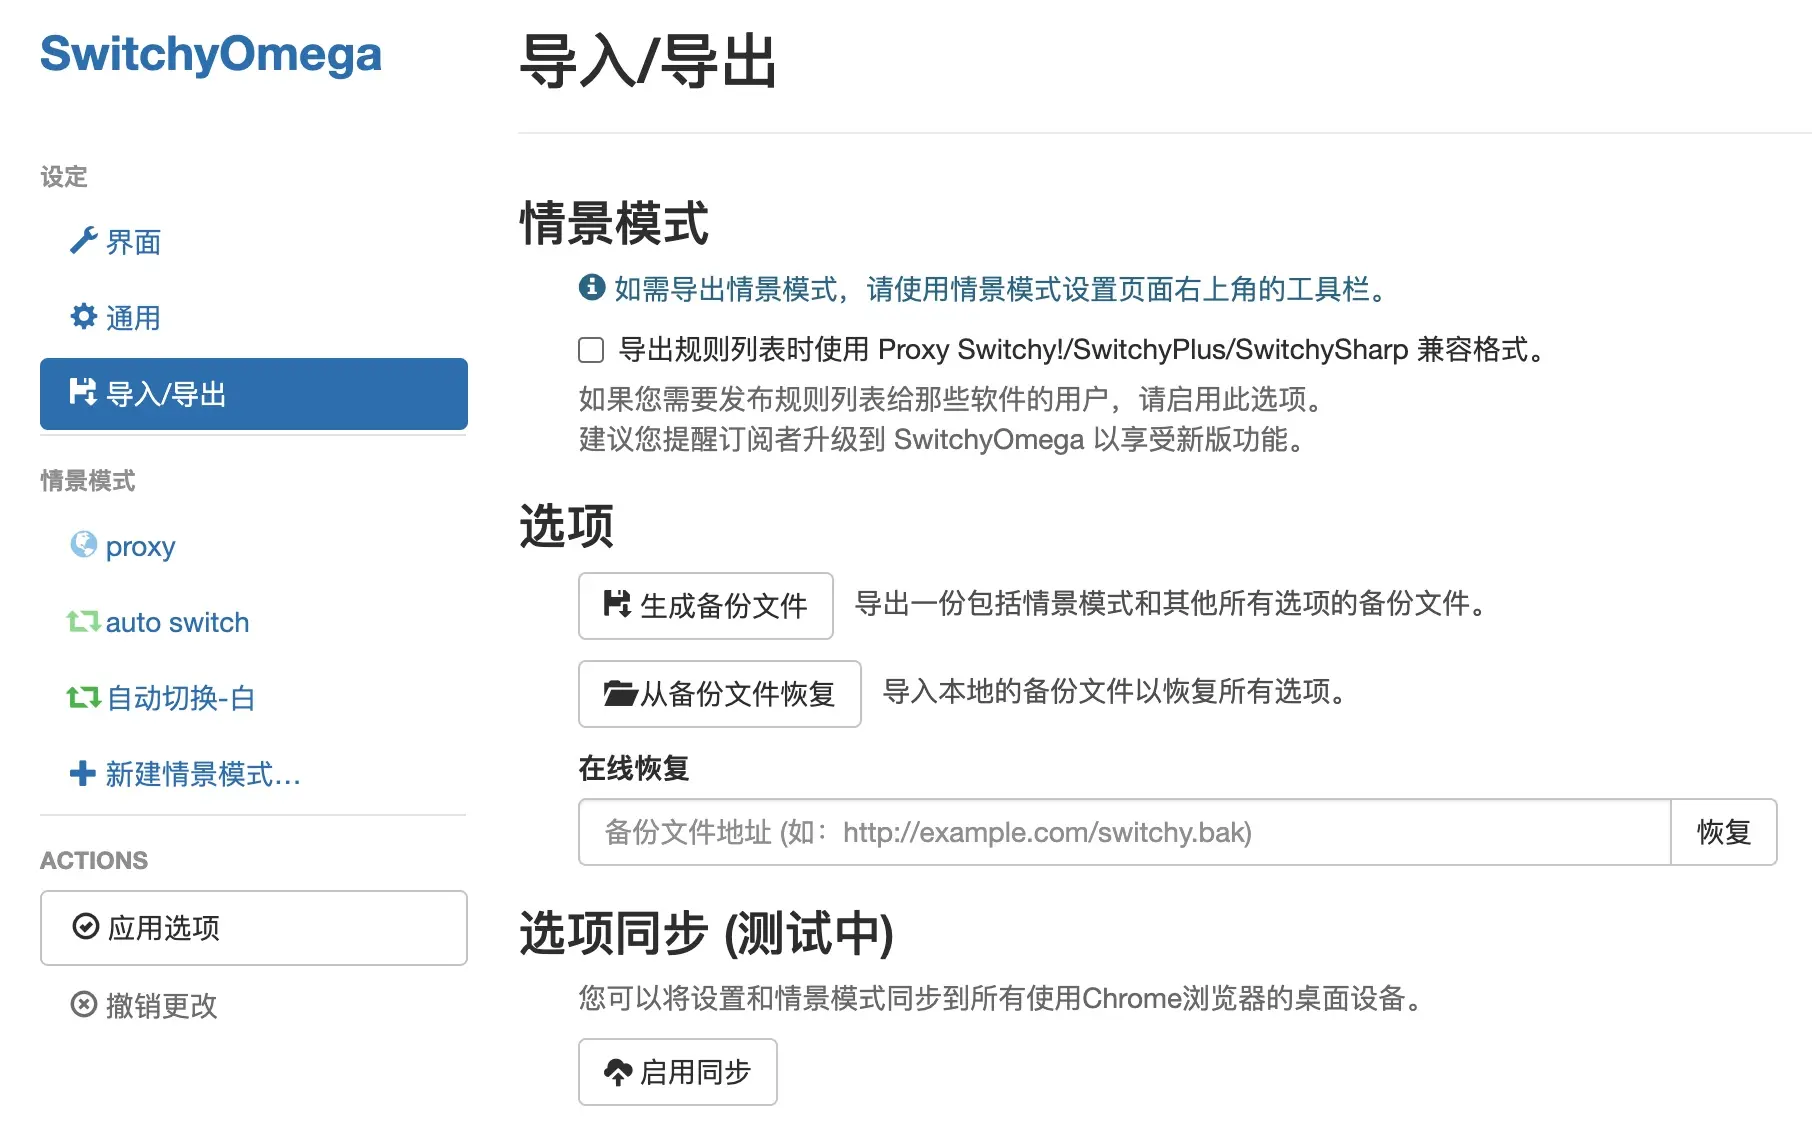 SwitchyOmega
设定
界面
通用
导入/导出
情景模式
proxy
auto switch
自动切换-白
新建情景模式...
ACTIONS
应用选项
撤销更改
导入/导出
情景模式
如需导出情景模式，请使用情景模式设置页面右上角的工具栏。
导出规则列表时使用 Proxy Switchy!/SwitchyPlus/SwitchySharp 兼容格式。
如果您需要发布规则列表给那些软件的用户，请启用此选项。
建议您提醒订阅者升级到 SwitchyOmega 以享受新版功能。
选项
生成备份文件 导出一份包括情景模式和其他所有选项的备份文件。
从备份文件恢复 导入本地的备份文件以恢复所有选项。
在线恢复
备份文件地址 (如：http://example.com/switchy.bak) 恢复
选项同步 (测试中)
您可以将设置和情景模式同步到所有使用Chrome浏览器的桌面设备。
启用同步